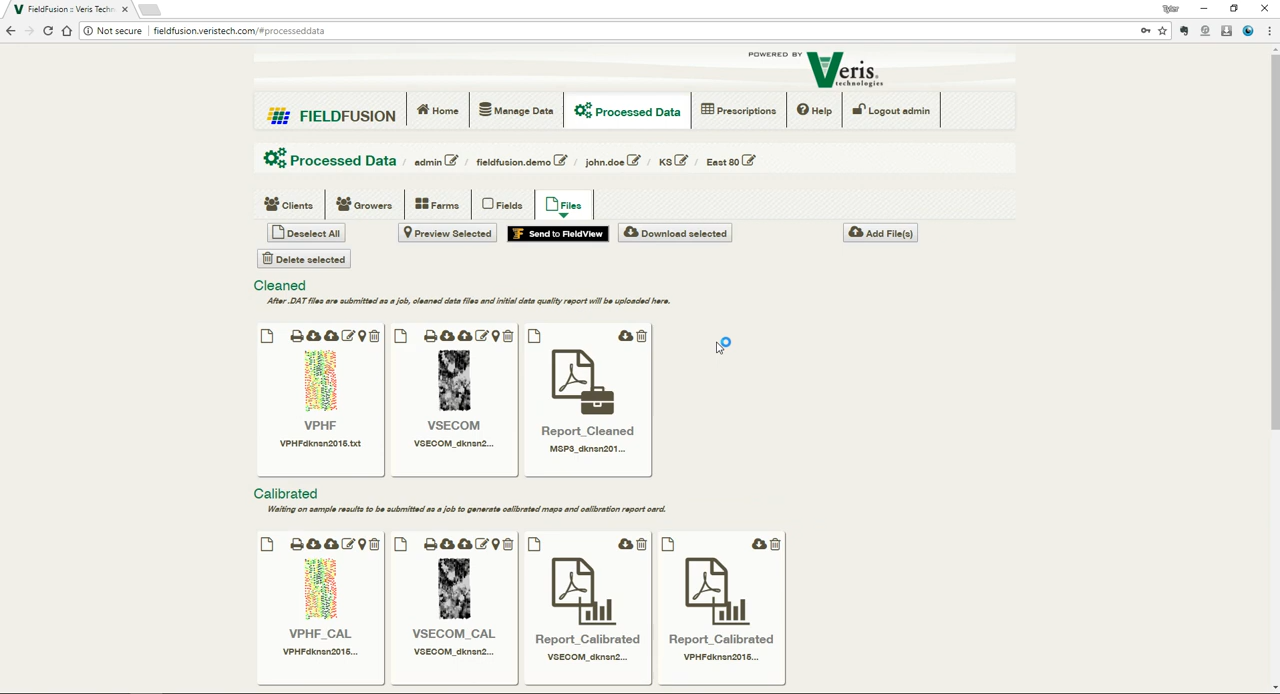 FieldFusion :: Veris Techn
Tyler
Not secure
fieldfusion.veristech.com/#processeddata
POWERED BY
Veris
technologies
FIELDFUSION
Home
Manage Data
Processed Data
Prescriptions
Help
Logout admin
Processed Data / admin / fieldfusion.demo / john.doe / KS / East 80
Clients
Growers
Farms
Fields
Files
Deselect All
Preview Selected
Send to FieldView
Download selected
Add File(s)
Delete selected
Cleaned
After .DAT files are submitted as a job, cleaned data files and initial data quality report will be uploaded here.
VPHF
VPHFdknsn2015.txt
VSECOM
VSECOM_dknsn2...
Report_Cleaned
MSP3_dknsn201...
Calibrated
Waiting on sample results to be submitted as a job to generate calibrated maps and calibration report card.
VPHF_CAL
VPHFdknsn2015...
VSECOM_CAL
VSECOM_dknsn2...
Report_Calibrated
VSECOM_dknsn2...
Report_Calibrated
VPHFdknsn2015...